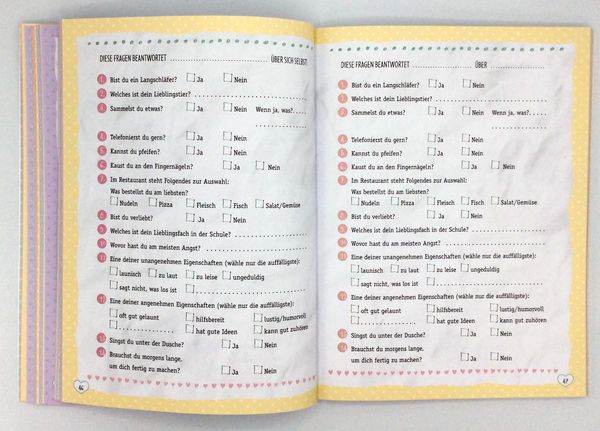 DIESE FRAGEN BEANTWORTET .......................... ÜBER SICH SELBST!
1. Bist du ein Langschläfer? Ja Nein
2. Welches ist dein Lieblingstier? ..............................
3. Sammelst du etwas? Ja Nein Wenn ja, was?.....
....................
4. Telefonierst du gern? Ja Nein
5. Kannst du pfeifen? Ja Nein
6. Kaust du an den Fingernägeln? Ja Nein
7. Im Restaurant steht Folgendes zur Auswahl:
Was bestellst du am liebsten?
Nudeln Pizza Fleisch Fisch Salat/Gemüse
8. Bist du verliebt? Ja Nein
9. Welches ist dein Lieblingsfach in der Schule? ....................
10. Wovor hast du am meisten Angst? ..............................
11. Eine deiner unangenehmen Eigenschaften (wähle nur die auffälligste):
launisch zu laut zu leise ungeduldig
sagt nicht, was los ist ....................
12. Eine deiner angenehmen Eigenschaften (wähle nur die auffälligste):
oft gut gelaunt hilfsbereit lustig/humorvoll
.................... hat gute Ideen kann gut zuhören
13. Singst du unter der Dusche? Ja Nein
14. Brauchst du morgens lange,
um dich fertig zu machen? Ja Nein
46
DIESE FRAGEN BEANTWORTET .................... ÜBER ....................
1. Bist du ein Langschläfer? Ja Nein
2. Welches ist dein Lieblingstier? ..............................
3. Sammelst du etwas? Ja Nein Wenn ja, was?.....
....................
4. Telefonierst du gern? Ja Nein
5. Kannst du pfeifen? Ja Nein
6. Kaust du an den Fingernägeln? Ja Nein
7. Im Restaurant steht Folgendes zur Auswahl:
Was bestellst du am liebsten?
Nudeln Pizza Fleisch Fisch Salat/Gemüse
8. Bist du verliebt? Ja Nein
9. Welches ist dein Lieblingsfach in der Schule? ....................
10. Wovor hast du am meisten Angst? ..............................
11. Eine deiner unangenehmen Eigenschaften (wähle nur die auffälligste):
launisch zu laut zu leise ungeduldig
sagt nicht, was los ist ....................
12. Eine deiner angenehmen Eigenschaften (wähle nur die auffälligste):
oft gut gelaunt hilfsbereit lustig/humorvoll
.................... hat gute Ideen kann gut zuhören
13. Singst du unter der Dusche? Ja Nein
14. Brauchst du morgens lange,
um dich fertig zu machen? Ja Nein
47